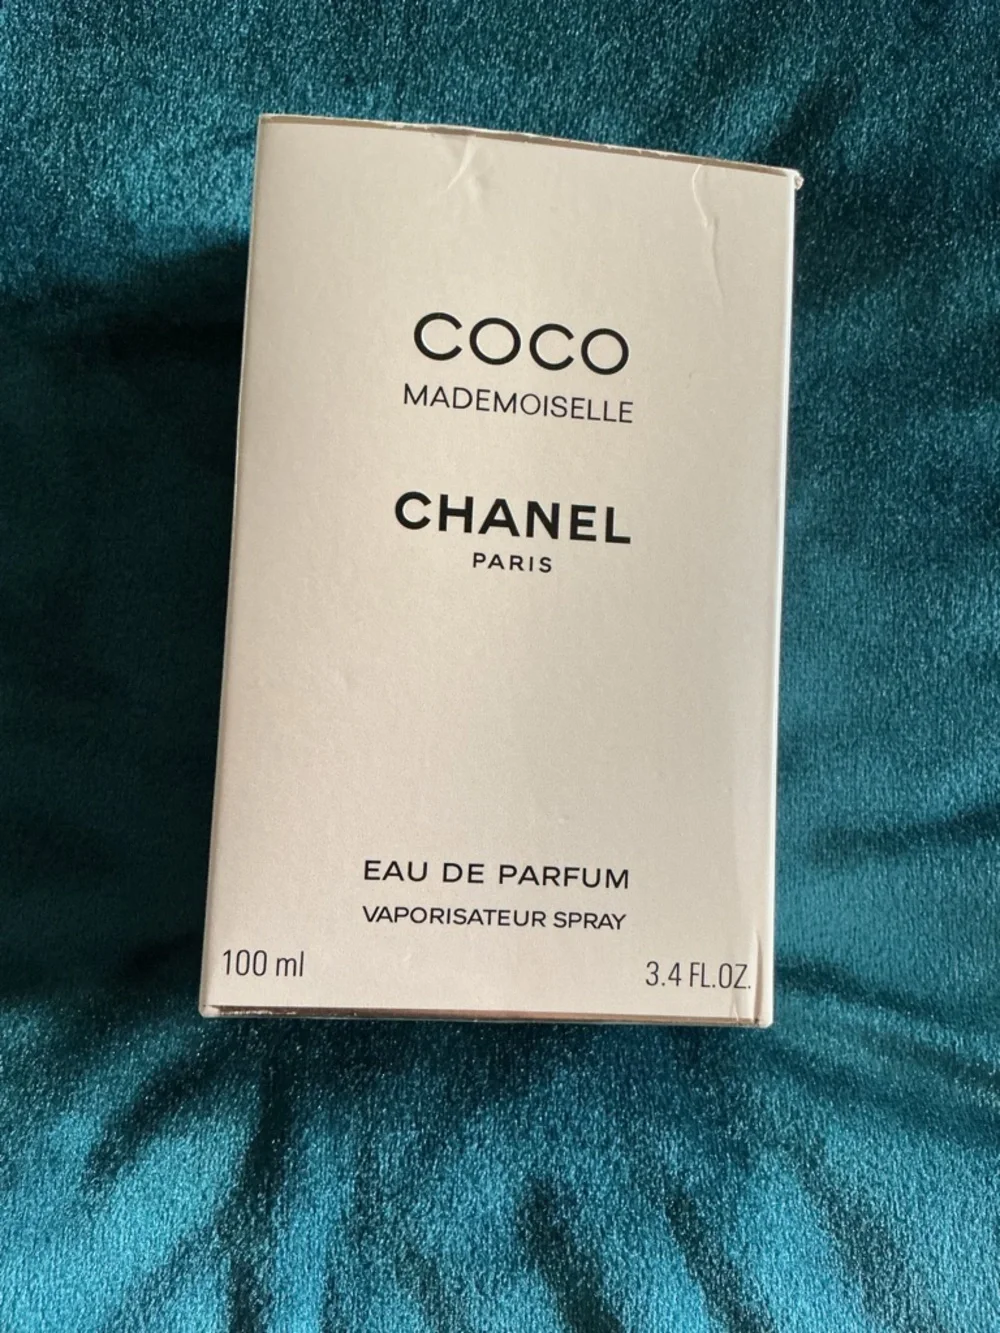 COCO
MADEMOISELLE
CHANEL
PARIS
EAU DE PARFUM
VAPORISATEUR SPRAY
100 ml 3.4 FL.OZ.